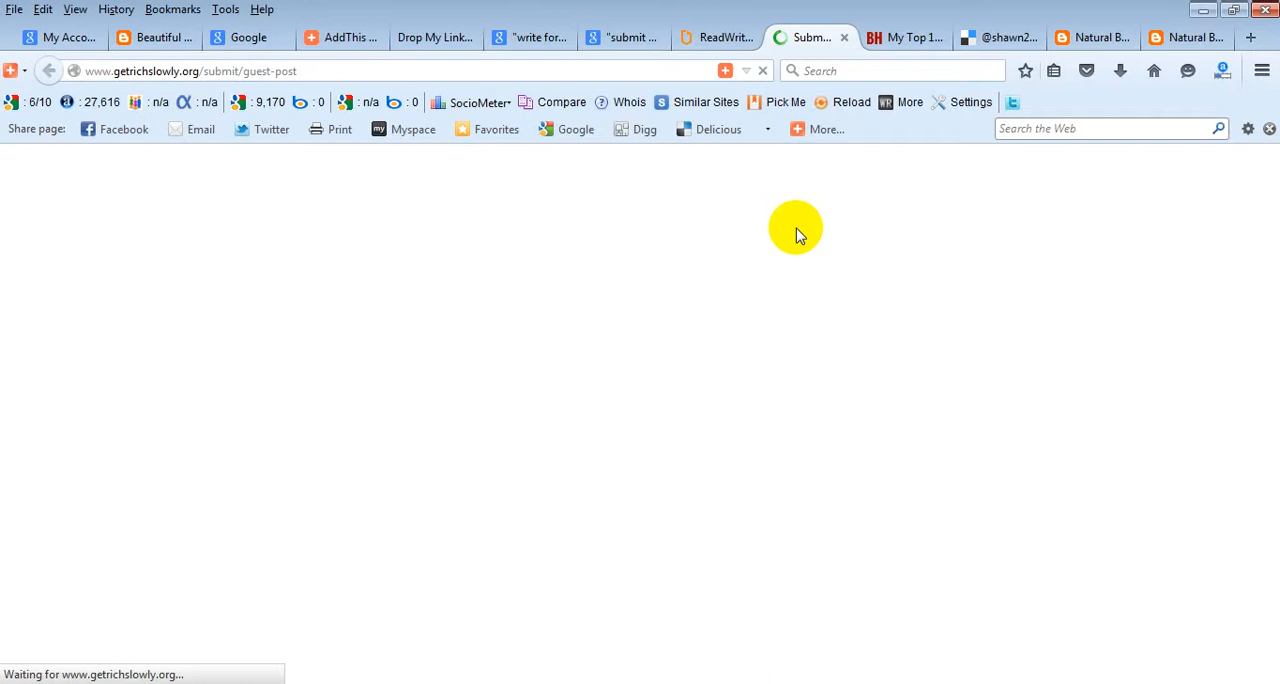 File Edit View History Bookmarks Tools Help
My Acco... Beautiful ... Google AddThis ... Drop My Link... "write for... "submit ... ReadWrit... Subm... My Top 1... @shawn2... Natural B... Natural B...
www.getrichslowly.org/submit/guest-post Search
6/10 : 27,616 : n/a : n/a : 9,170 : 0 : n/a : 0 SocioMeter Compare Whois Similar Sites Pick Me Reload More Settings
Share page: Facebook Email Twitter Print Myspace Favorites Google Digg Delicious More... Search the Web
Waiting for www.getrichslowly.org...